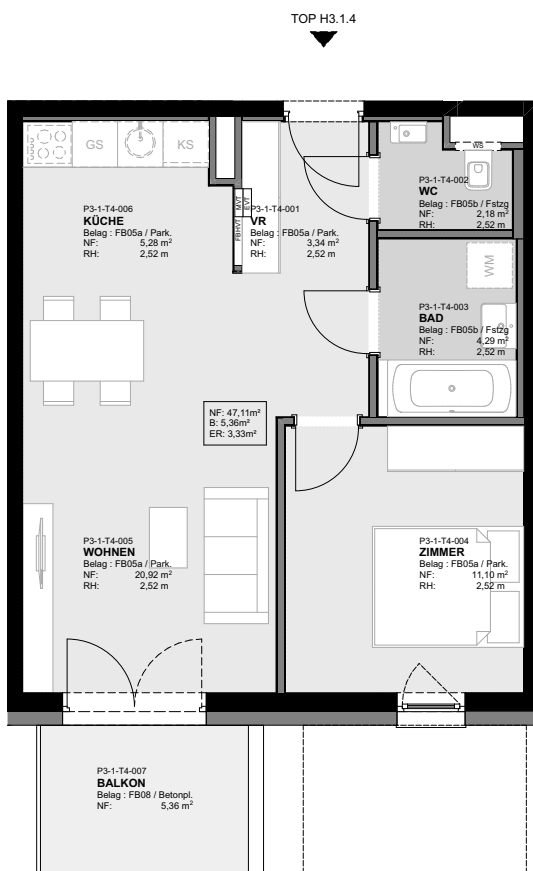 TOP H3.1.4
GS
KS
WS
P3-1-T4-006
KÜCHE
Belag : FB05a / Park.
NF: 5,28 m²
RH: 2,52 m
FBHVT
MVT
EVT
P3-1-T4-001
VR
Belag : FB05a / Park.
NF: 3,34 m²
RH: 2,52 m
P3-1-T4-002
WC
Belag : FB05b / Fstzg
NF: 2,18 m²
RH: 2,52 m
WM
P3-1-T4-003
BAD
Belag : FB05b / Fstzg
NF: 4,29 m²
RH: 2,52 m
NF: 47,11m²
B: 5,36m²
ER: 3,33m²
P3-1-T4-005
WOHNEN
Belag : FB05a / Park.
NF: 20,92 m²
RH: 2,52 m
P3-1-T4-004
ZIMMER
Belag : FB05a / Park.
NF: 11,10 m²
RH: 2,52 m
P3-1-T4-007
BALKON
Belag : FB08 / Betonpl.
NF: 5,36 m²